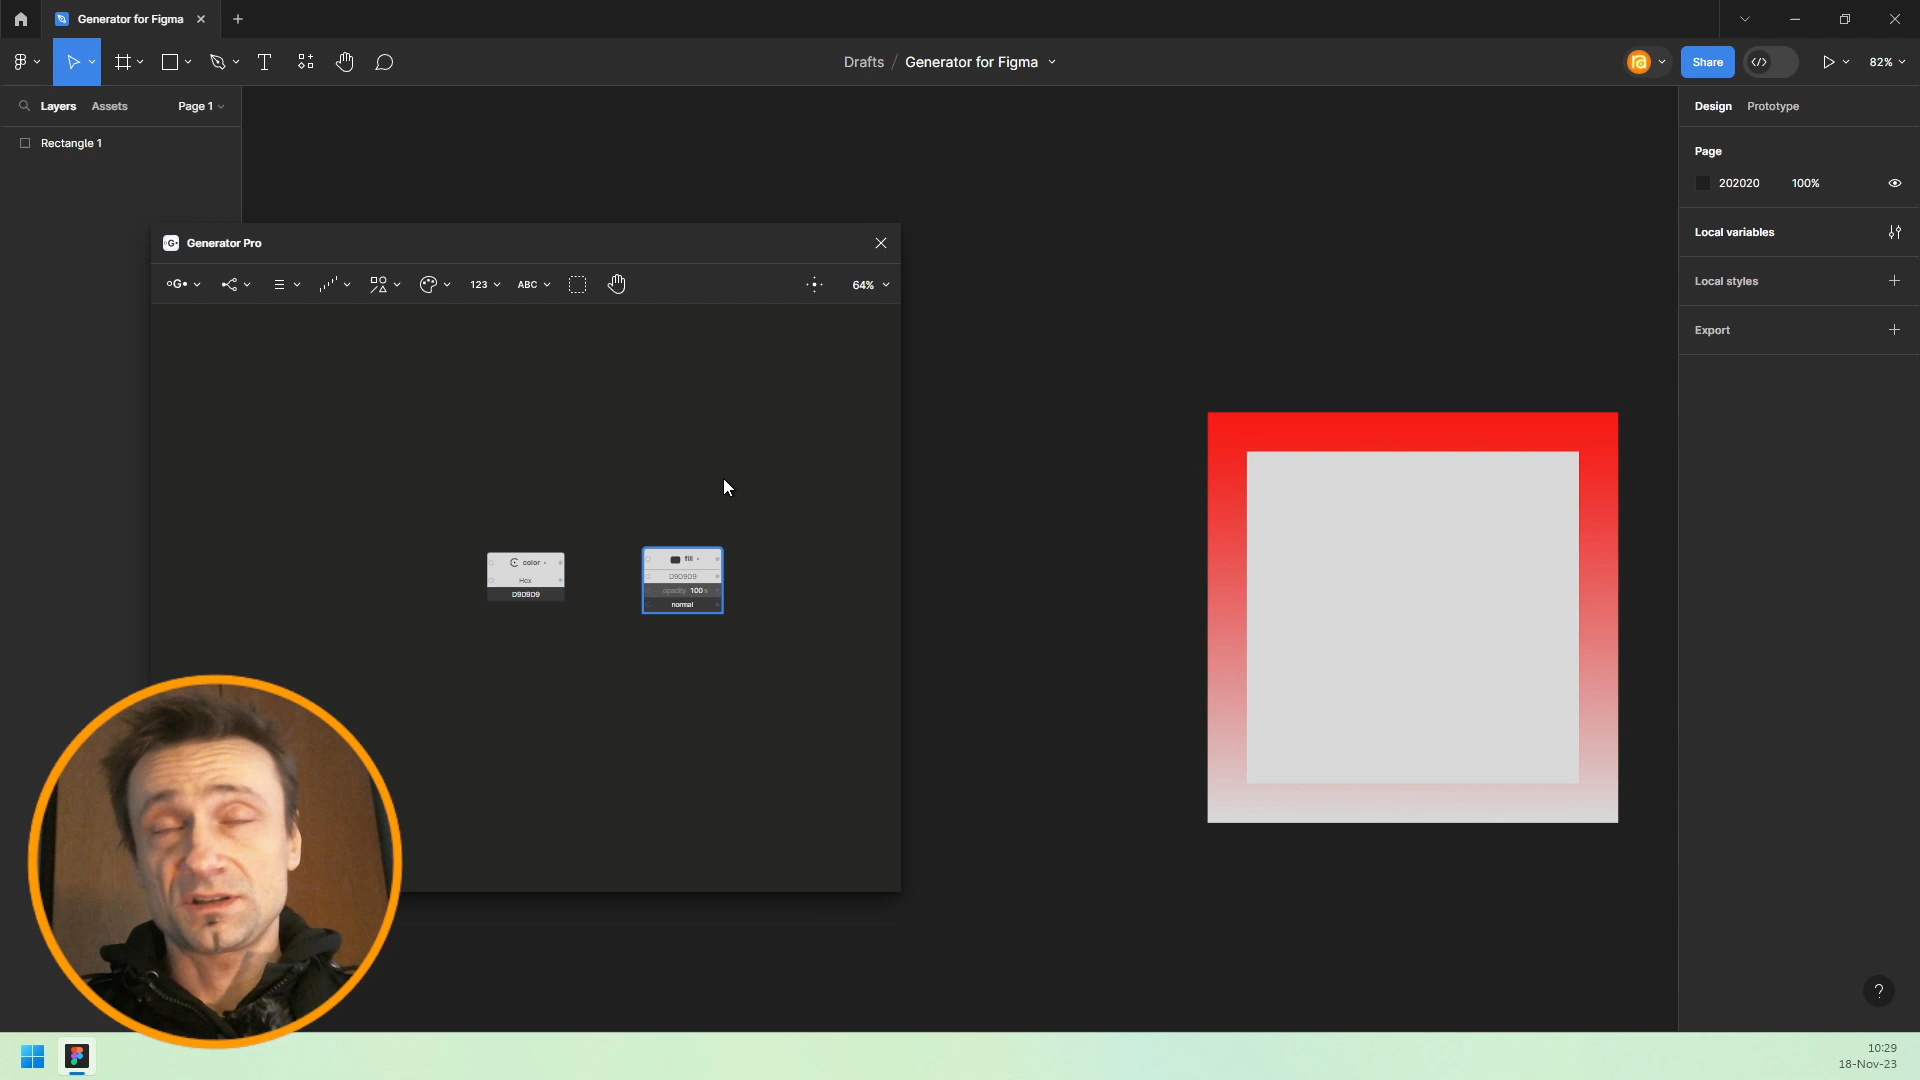 Generator for Figma
Drafts / Generator for Figma
Share
82%
Layers
Assets
Page 1
Design
Prototype
Rectangle 1
Page
202020
100%
Local variables
Local styles
Export
Generator Pro
G
123
ABC
64%
color
Hex
D9D9D9
fill
D9D9D9
opacity 100%
normal
?
10:29
18-Nov-23